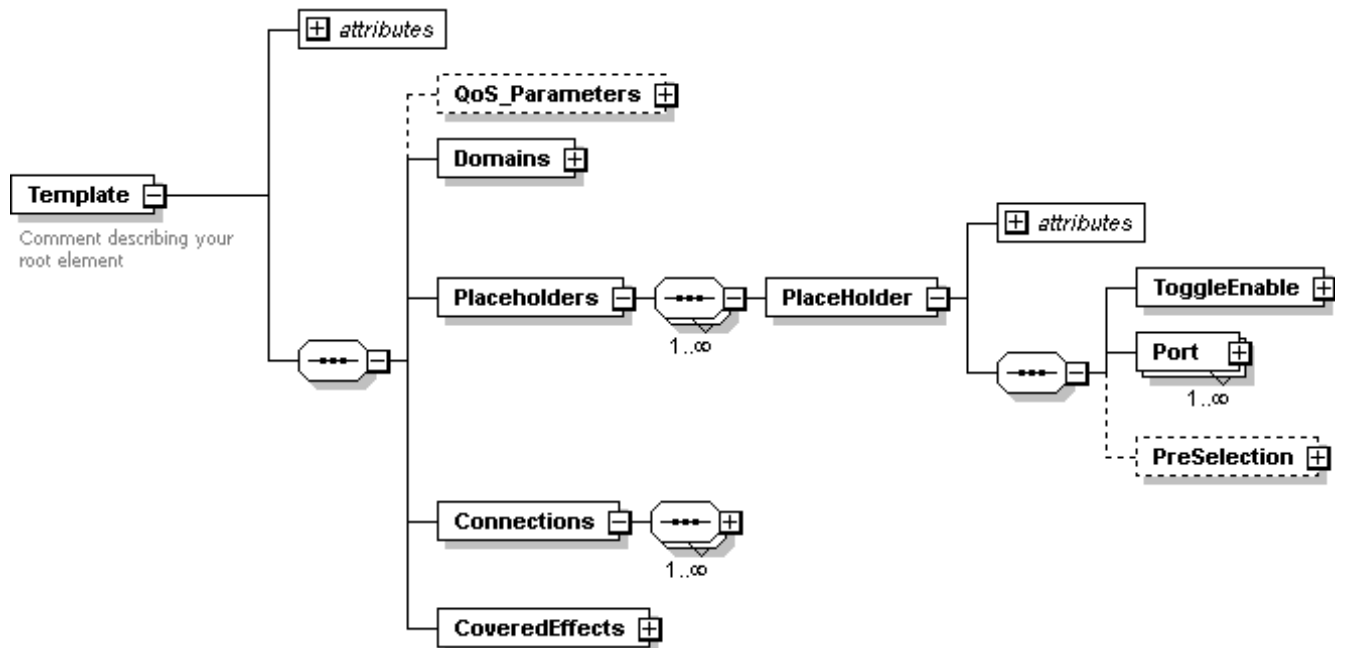 attributes
QoS_Parameters
Domains
Template
Comment describing your
root element
attributes
Placeholders
PlaceHolder
ToggleEnable
1..∞
Port
1..∞
PreSelection
Connections
1..∞
CoveredEffects